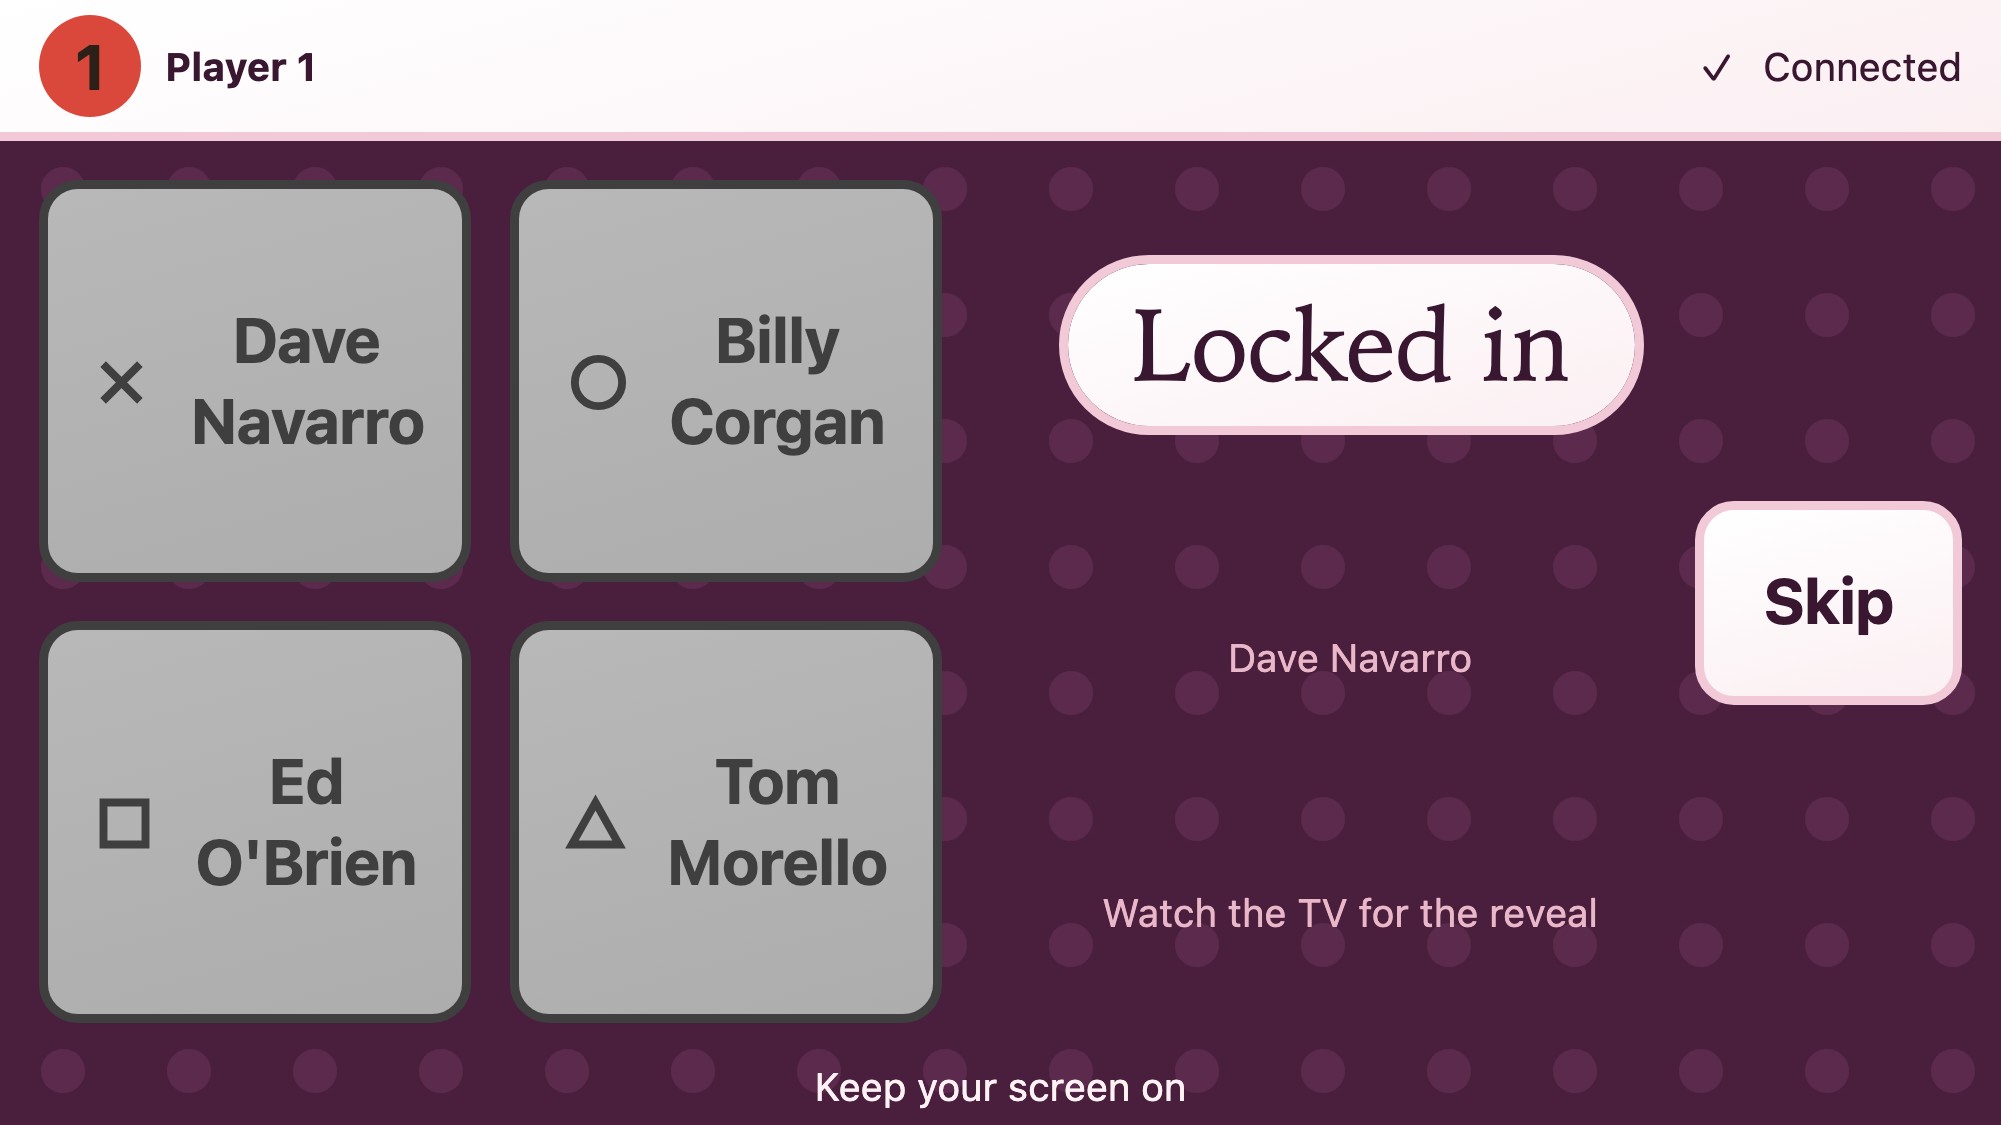 1
Player 1
✓ Connected
Dave
Navarro
Billy
Corgan
Ed
O'Brien
Tom
Morello
Locked in
Dave Navarro
Skip
Watch the TV for the reveal
Keep your screen on